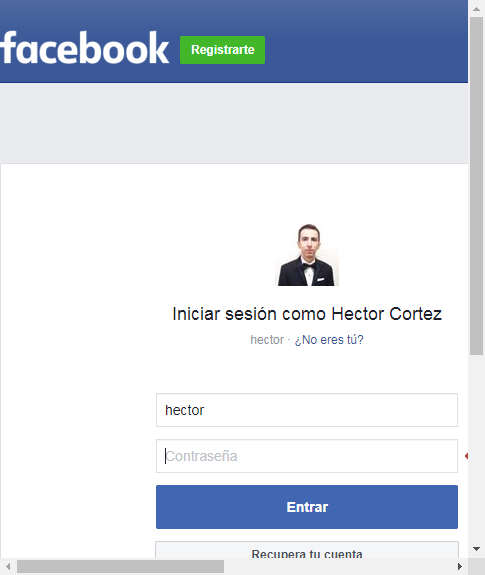 facebook Registrarte
Iniciar sesión como Hector Cortez
hector · ¿No eres tú?
hector
Contraseña
Entrar
Recupera tu cuenta